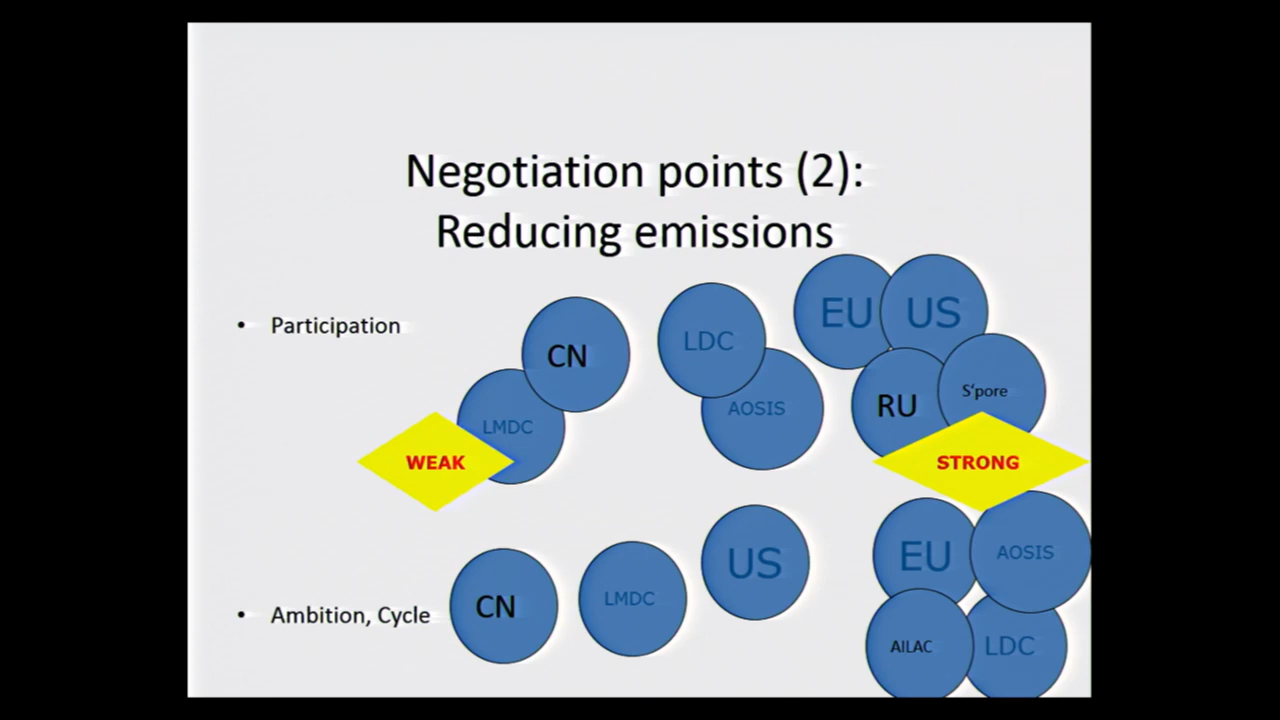 Negotiation points (2):
Reducing emissions
• Participation
CN
LMDC
LDC
AOSIS
EU
US
RU
S'pore
WEAK
STRONG
• Ambition, Cycle
CN
LMDC
US
EU
AOSIS
AILAC
LDC